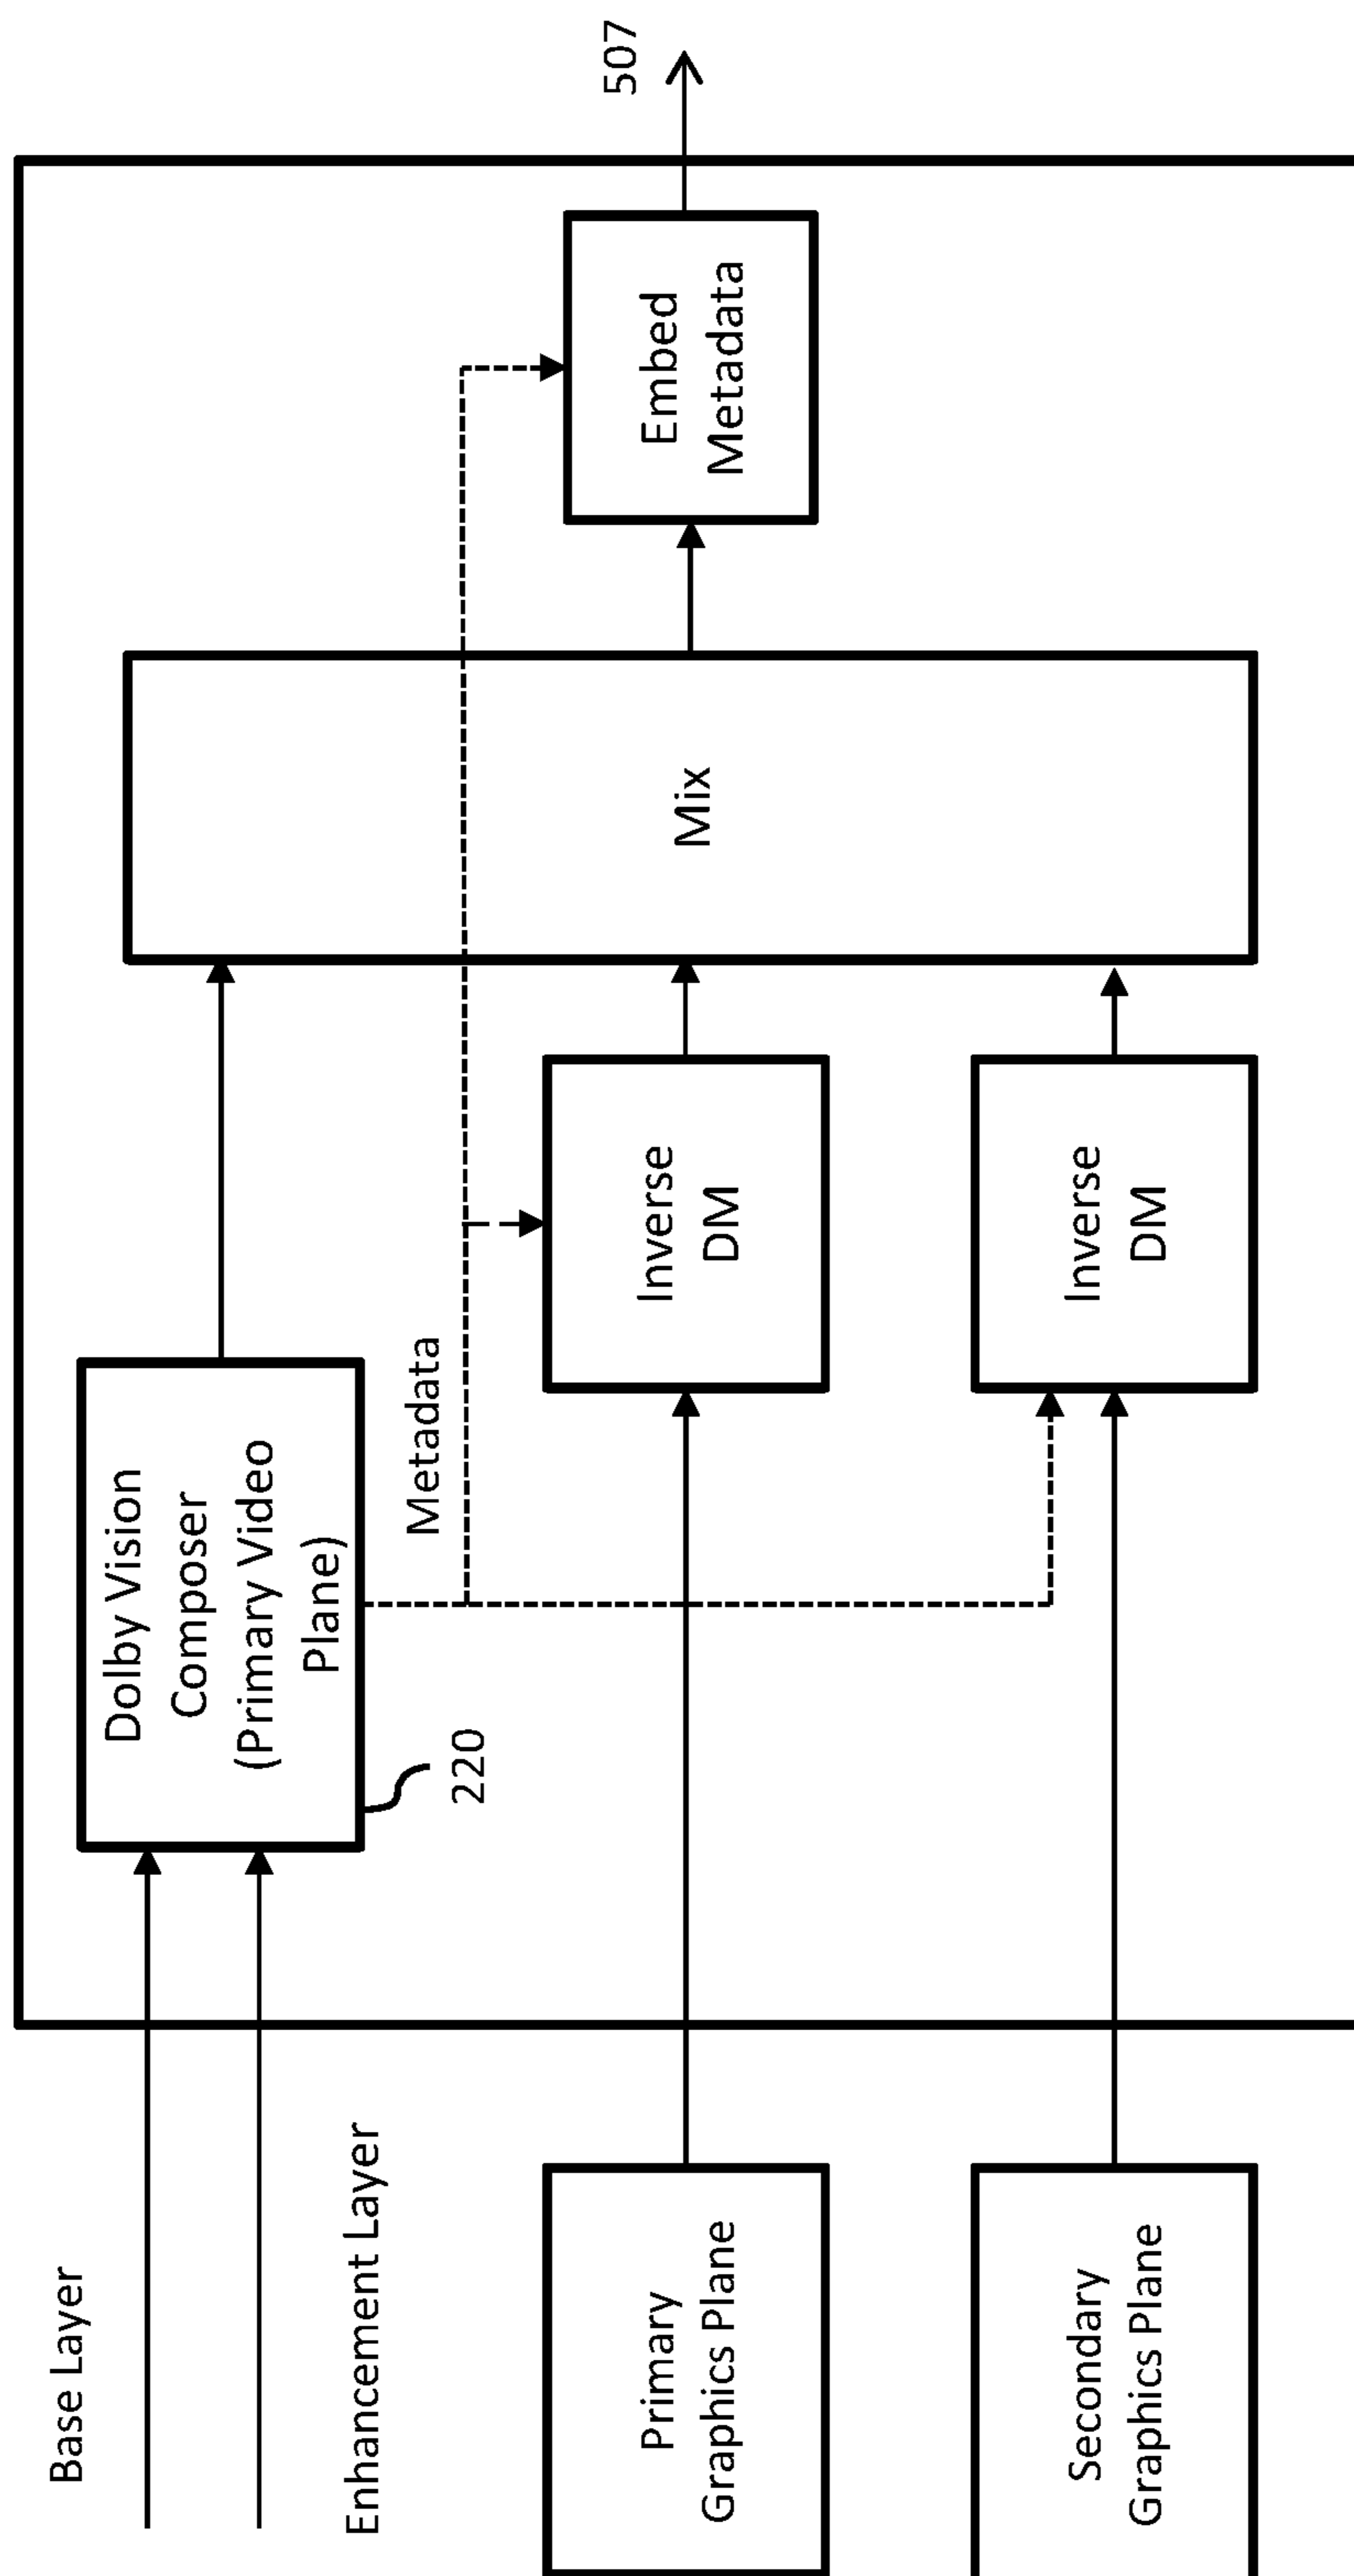 Base Layer
Enhancement Layer
Dolby Vision
Composer
(Primary Video
Plane)
220
Metadata
Primary
Graphics Plane
Inverse
DM
Secondary
Graphics Plane
Inverse
DM
Mix
Embed
Metadata
507